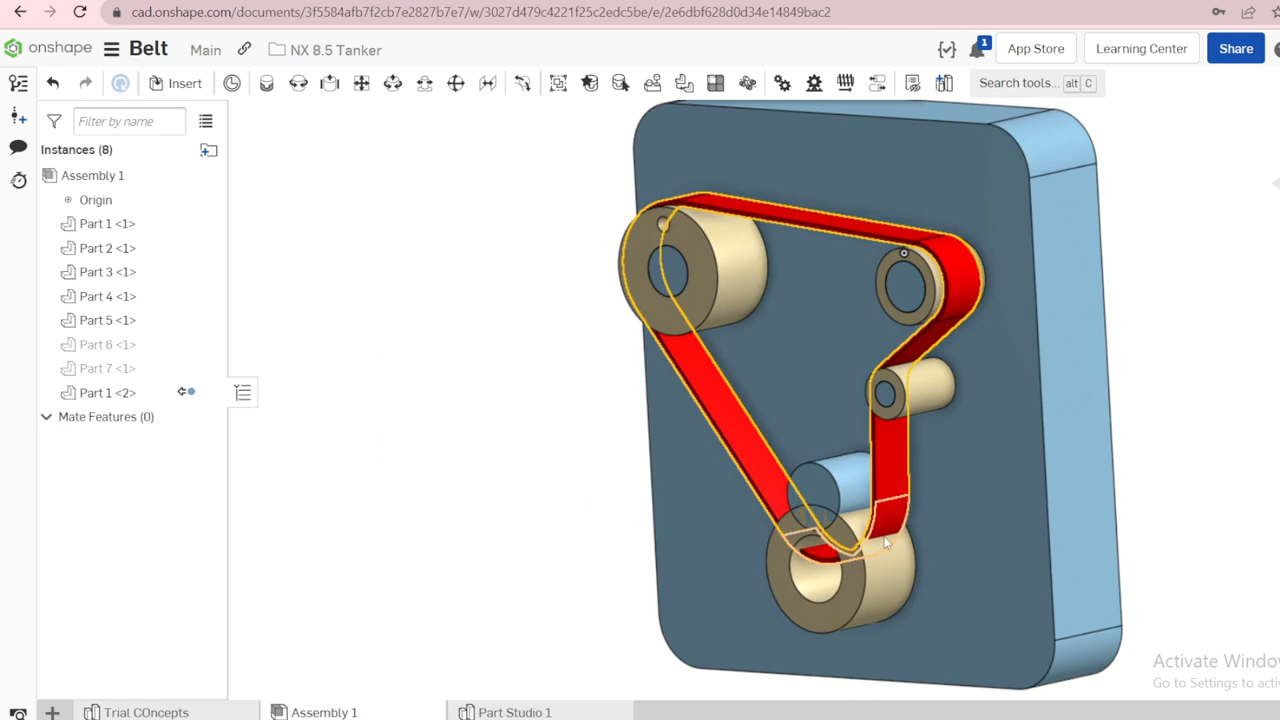 cad.onshape.com/documents/3f5584afb7f2cb7e2827b7e7/w/3027d479c4221f25c2edc5be/e/2e6dbf628d0d34e14849bac2
onshape Belt Main NX 8.5 Tanker 1 App Store Learning Center Share
Insert Search tools... alt C
Filter by name
Instances (8)
Assembly 1
Origin
Part 1 <1>
Part 2 <1>
Part 3 <1>
Part 4 <1>
Part 5 <1>
Part 6 <1>
Part 7 <1>
Part 1 <2>
Mate Features (0)
Activate Windo
Go to Settings to acti
Trial COncepts Assembly 1 Part Studio 1